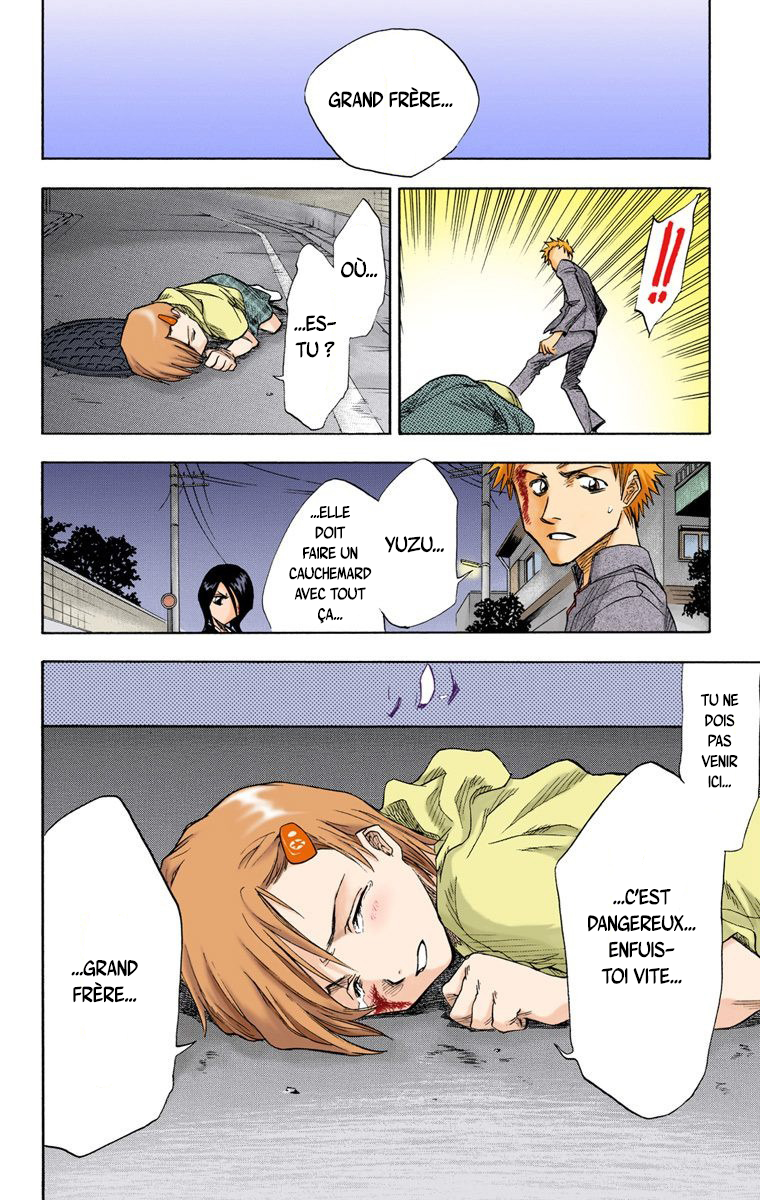 GRAND FRÈRE...
!!
OÙ...
...ES-
TU ?
YUZU...
...ELLE
DOIT
FAIRE UN
CAUCHEMARD
AVEC TOUT
ÇA...
TU NE
DOIS
PAS
VENIR
ICI...
...C'EST
DANGEREUX...
ENFUIS-
TOI VITE...
...GRAND
FRÈRE...